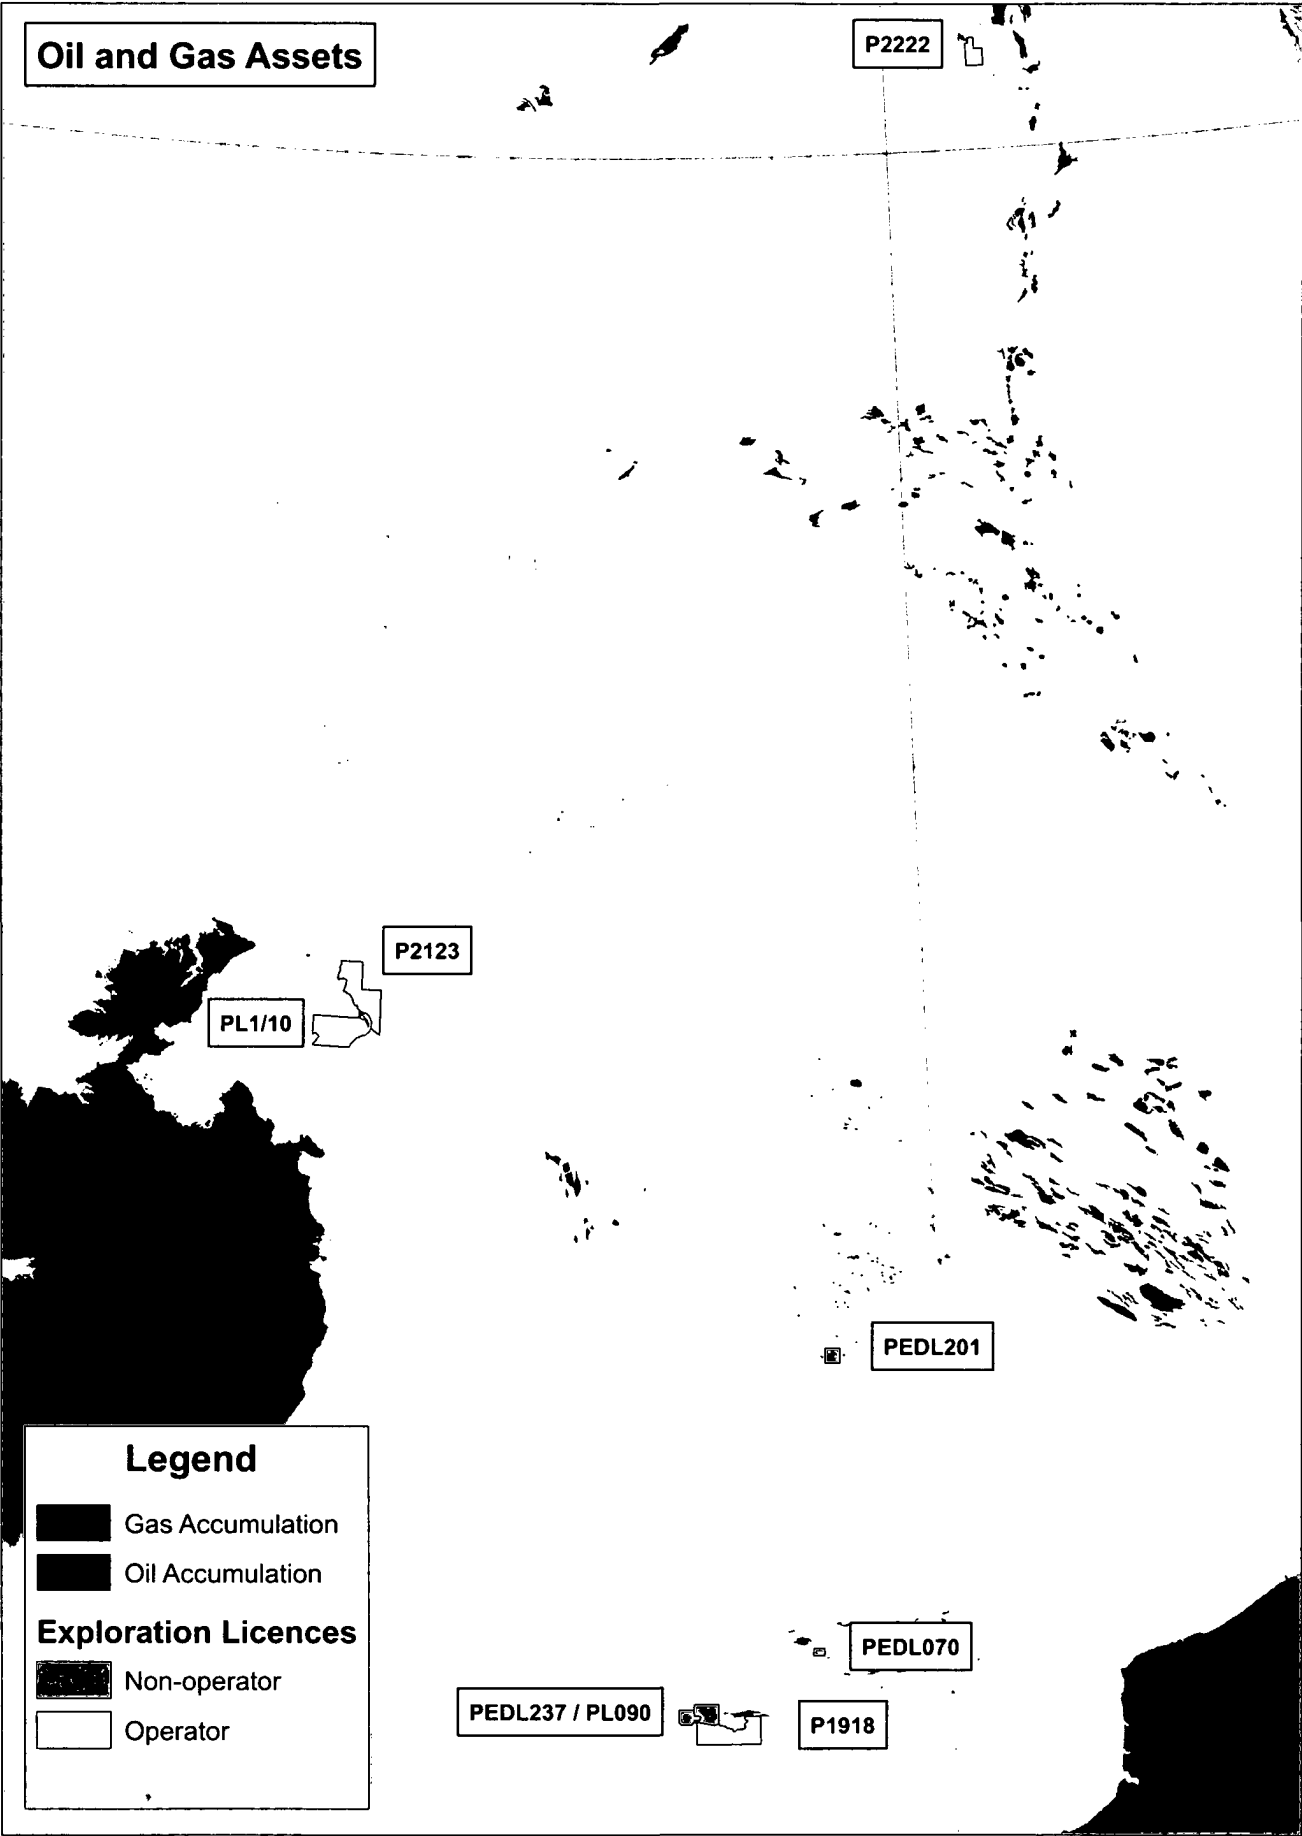 Oil and Gas Assets
P2222
P2123
PL1/10
PEDL201
Legend
Gas Accumulation
Oil Accumulation
Exploration Licences
Non-operator
Operator
PEDL070
PEDL237 / PL090
P1918